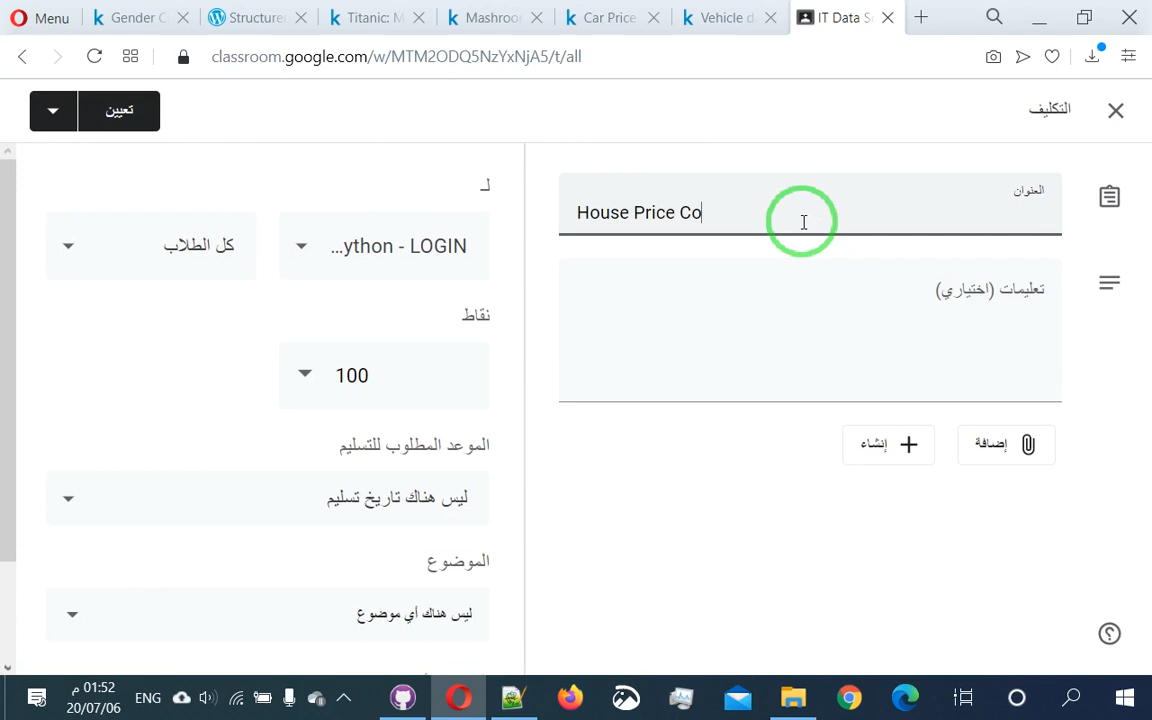 Menu
Gender C
Structure
Titanic: M
Mashroo
Car Price
Vehicle d
IT Data S
classroom.google.com/w/MTM2ODQ5NzYxNjA5/t/all
التكليف
تعيين
العنوان
House Price Co
تعليمات (اختياري)
إضافة
إنشاء
لـ
...ython - LOGIN
كل الطلاب
نقاط
100
الموعد المطلوب للتسليم
ليس هناك تاريخ تسليم
الموضوع
ليس هناك أي موضوع
01:52 م
20/07/06
ENG